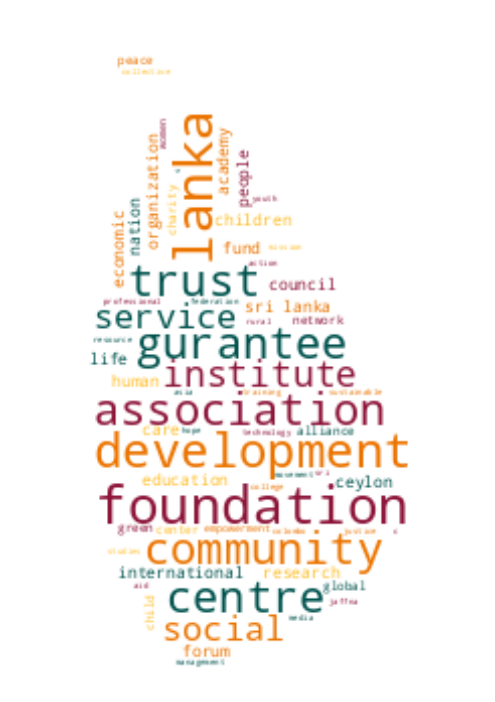 peace
collective
women
lanka
organization
academy
people
charity
youth
nation
economic
children
fund
mission
action
trust
council
professional
federation
sri lanka
service
rural
network
resource
gurantee
life
institute
human
asia
training
sustainable
association
care
hope
technology
alliance
development
movement
sri
education
college
ceylon
foundation
green
center
empowerment
colombo
justice
c
community
studies
international
research
aid
global
centre
child
jaffna
media
social
forum
management